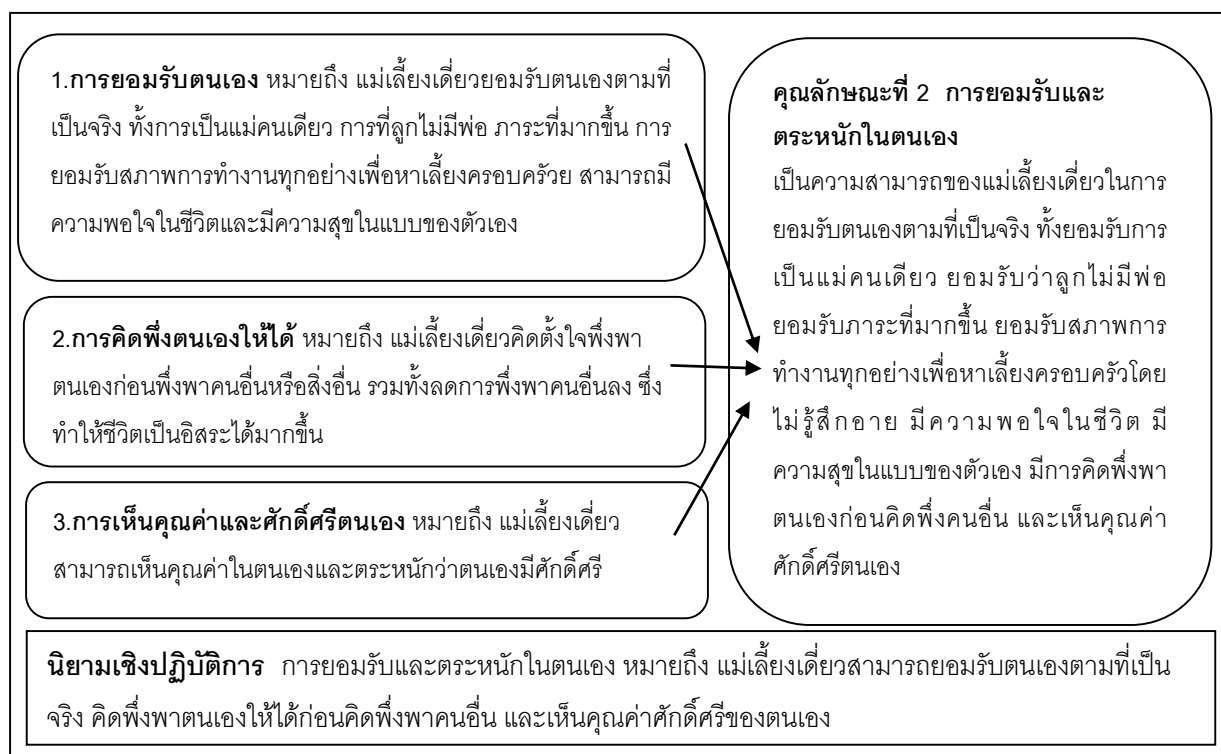 1.การยอมรับตนเอง หมายถึง แม่เลี้ยงเดี่ยวยอมรับตนเองตามที่
เป็นจริง ทั้งการเป็นแม่คนเดียว การที่ลูกไม่มีพ่อ ภาระที่มากขึ้น การ
ยอมรับสภาพการทำงานทุกอย่างเพื่อหาเลี้ยงครอบครัวย สามารถมี
ความพอใจในชีวิตและมีความสุขในแบบของตัวเอง
2.การคิดพึ่งตนเองให้ได้ หมายถึง แม่เลี้ยงเดี่ยวคิดตั้งใจพึ่งพา
ตนเองก่อนพึ่งพาคนอื่นหรือสิ่งอื่น รวมทั้งลดการพึ่งพาคนอื่นลง ซึ่ง
ทำให้ชีวิตเป็นอิสระได้มากขึ้น
3.การเห็นคุณค่าและศักดิ์ศรีตนเอง หมายถึง แม่เลี้ยงเดี่ยว
สามารถเห็นคุณค่าในตนเองและตระหนักว่าตนเองมีศักดิ์ศรี
คุณลักษณะที่ 2 การยอมรับและ
ตระหนักในตนเอง
เป็นความสามารถของแม่เลี้ยงเดี่ยวในการ
ยอมรับตนเองตามที่เป็นจริง ทั้งยอมรับการ
เป็นแม่คนเดียว ยอมรับว่าลูกไม่มีพ่อ
ยอมรับภาระที่มากขึ้น ยอมรับสภาพการ
ทำงานทุกอย่างเพื่อหาเลี้ยงครอบครัวโดย
ไม่รู้สึกอาย มีความพอใจในชีวิต มี
ความสุขในแบบของตัวเอง มีการคิดพึ่งพา
ตนเองก่อนคิดพึ่งคนอื่น และเห็นคุณค่า
ศักดิ์ศรีตนเอง
นิยามเชิงปฏิบัติการ การยอมรับและตระหนักในตนเอง หมายถึง แม่เลี้ยงเดี่ยวสามารถยอมรับตนเองตามที่เป็น
จริง คิดพึ่งพาตนเองให้ได้ก่อนคิดพึ่งพาคนอื่น และเห็นคุณค่าศักดิ์ศรีของตนเอง